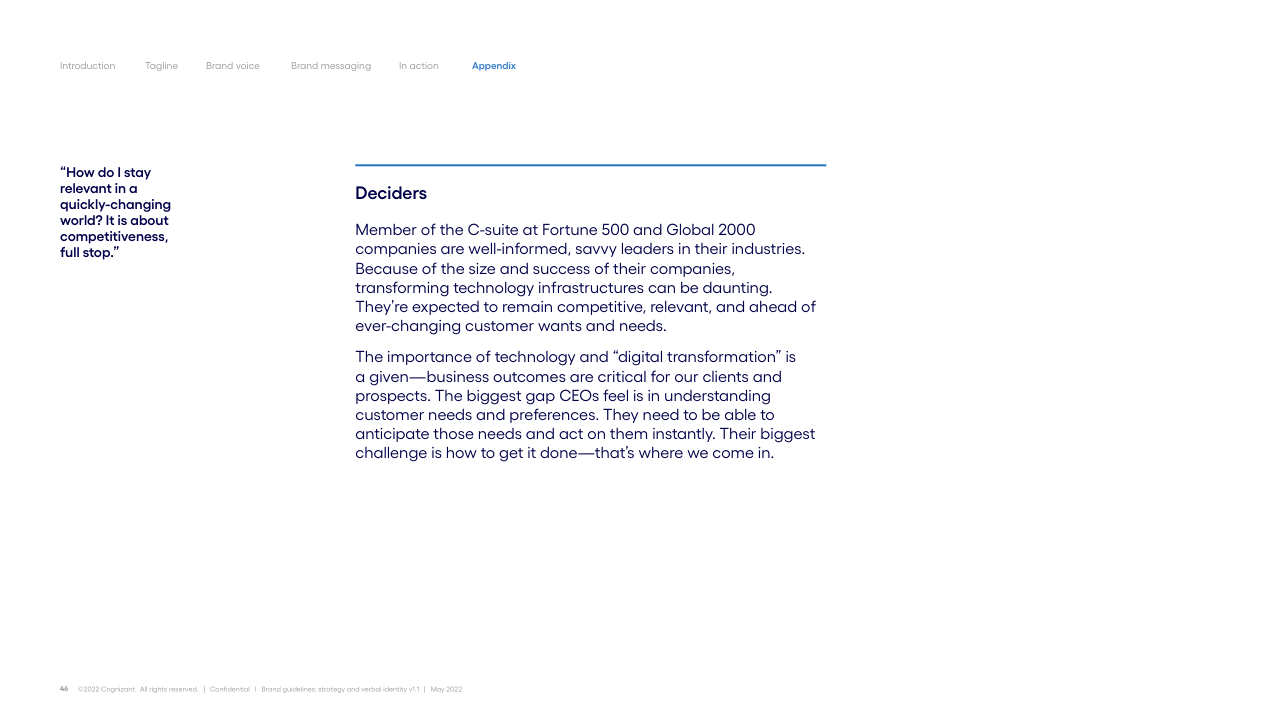 Introduction Tagline Brand voice Brand messaging In action Appendix
“How do I stay
relevant in a
quickly-changing
world? It is about
competitiveness,
full stop.”
Deciders
Member of the C-suite at Fortune 500 and Global 2000
companies are well-informed, savvy leaders in their industries.
Because of the size and success of their companies,
transforming technology infrastructures can be daunting.
They’re expected to remain competitive, relevant, and ahead of
ever-changing customer wants and needs.
The importance of technology and “digital transformation” is
a given—business outcomes are critical for our clients and
prospects. The biggest gap CEOs feel is in understanding
customer needs and preferences. They need to be able to
anticipate those needs and act on them instantly. Their biggest
challenge is how to get it done—that’s where we come in.
46 ©2022 Cognizant. All rights reserved. | Confidential | Brand guidelines: strategy and verbal identity v1.1 | May 2022